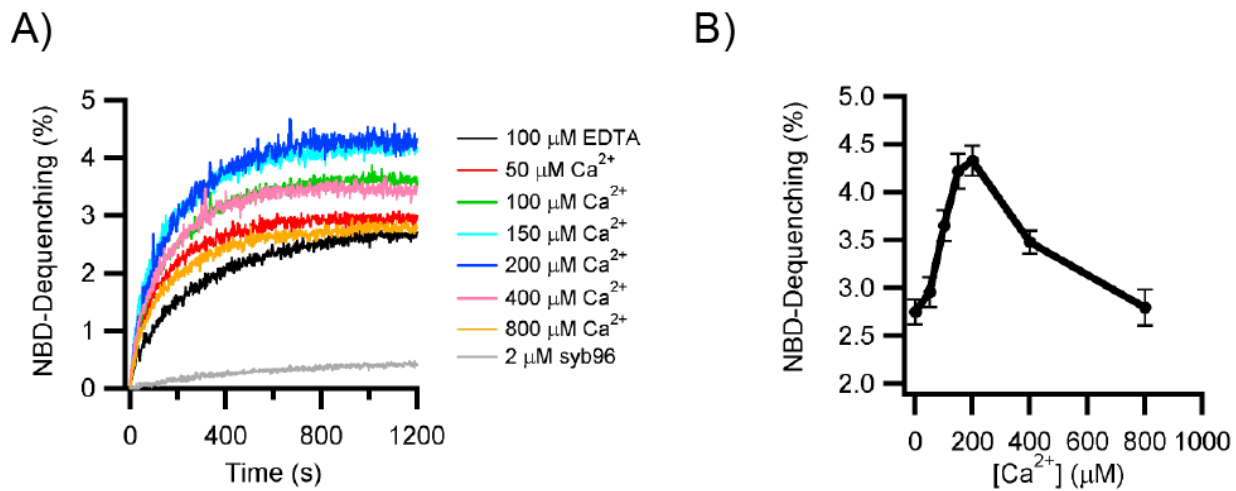 A)
NBD-Dequenching (%)
5
4
3
2
1
0
0
400
800
1200
Time (s)
100 μM EDTA
50 μM Ca²⁺
100 μM Ca²⁺
150 μM Ca²⁺
200 μM Ca²⁺
400 μM Ca²⁺
800 μM Ca²⁺
2 μM syb96
B)
NBD-Dequenching (%)
5.0
4.5
4.0
3.5
3.0
2.5
2.0
0
200
400
600
800
1000
[Ca²⁺] (μM)